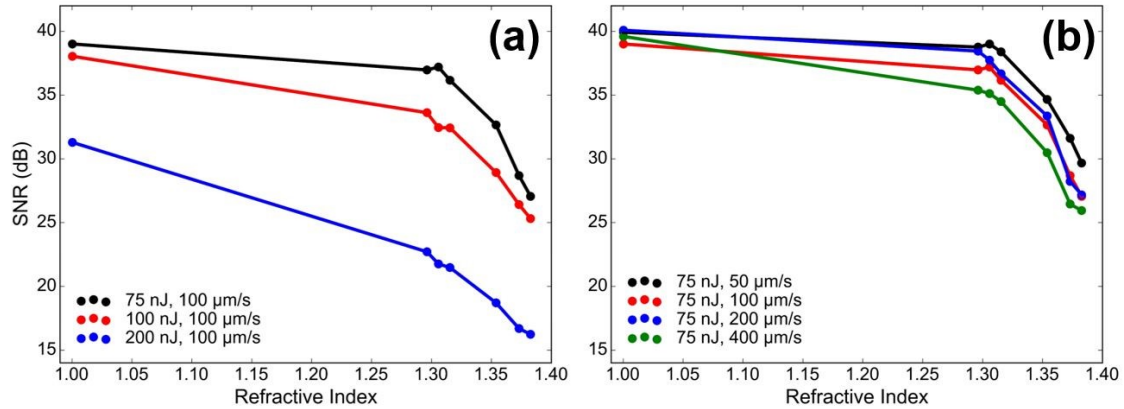 (a)
40
35
30
25
20
15
SNR (dB)
75 nJ, 100 µm/s
100 nJ, 100 µm/s
200 nJ, 100 µm/s
1.00 1.05 1.10 1.15 1.20 1.25 1.30 1.35 1.40
Refractive Index
(b)
40
35
30
25
20
15
75 nJ, 50 µm/s
75 nJ, 100 µm/s
75 nJ, 200 µm/s
75 nJ, 400 µm/s
1.00 1.05 1.10 1.15 1.20 1.25 1.30 1.35 1.40
Refractive Index